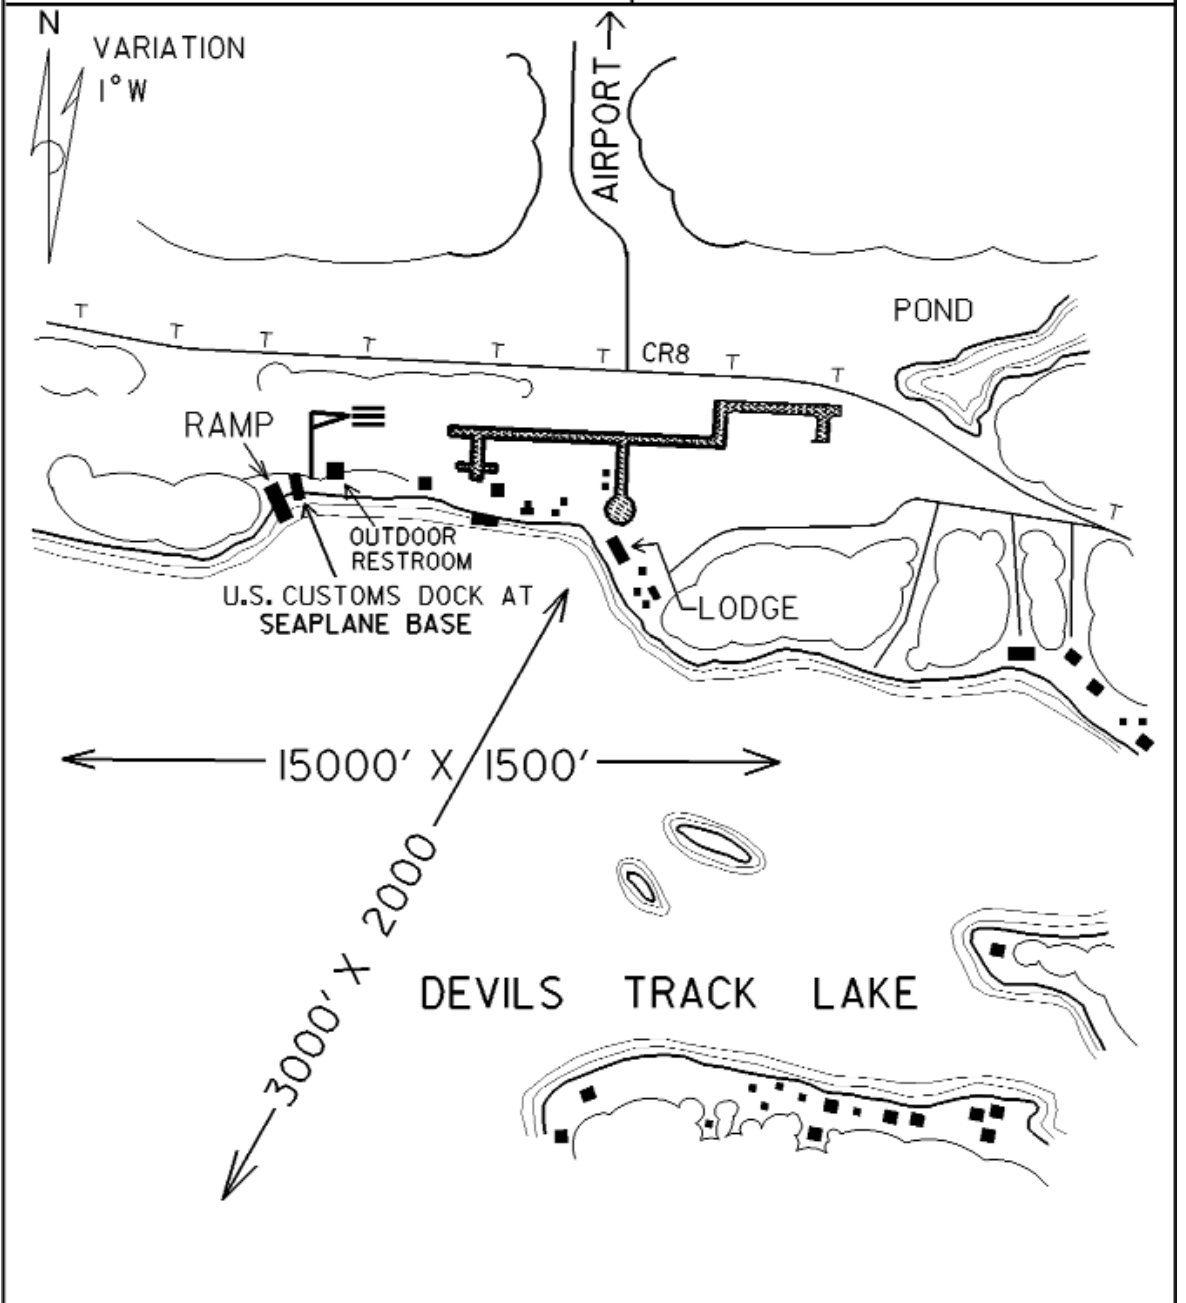 N
VARIATION
1°W
AIRPORT
POND
T T T T T T CR8 T T
RAMP
T
OUTDOOR
RESTROOM
U.S. CUSTOMS DOCK AT
SEAPLANE BASE
LODGE
15000' X 1500'
3000' X 2000
DEVILS TRACK LAKE